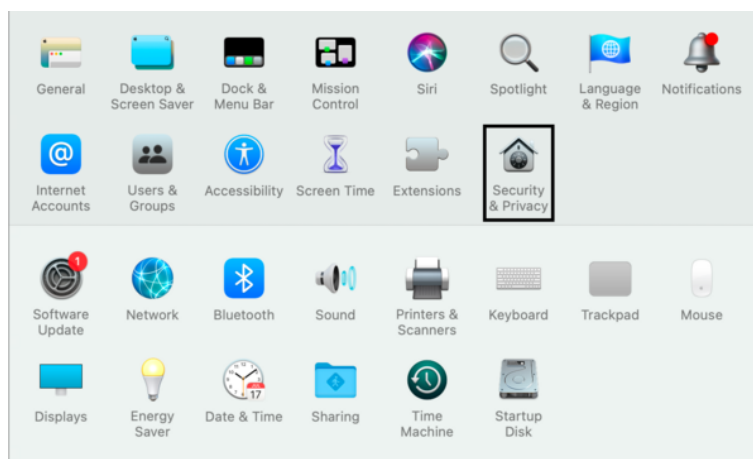 General
Desktop &
Screen Saver
Dock &
Menu Bar
Mission
Control
Siri
Spotlight
Language
& Region
Notifications
Internet
Accounts
Users &
Groups
Accessibility
Screen Time
Extensions
Security
& Privacy
1
Software
Update
Network
Bluetooth
Sound
Printers &
Scanners
Keyboard
Trackpad
Mouse
Displays
Energy
Saver
17
Date & Time
Sharing
Time
Machine
Startup
Disk